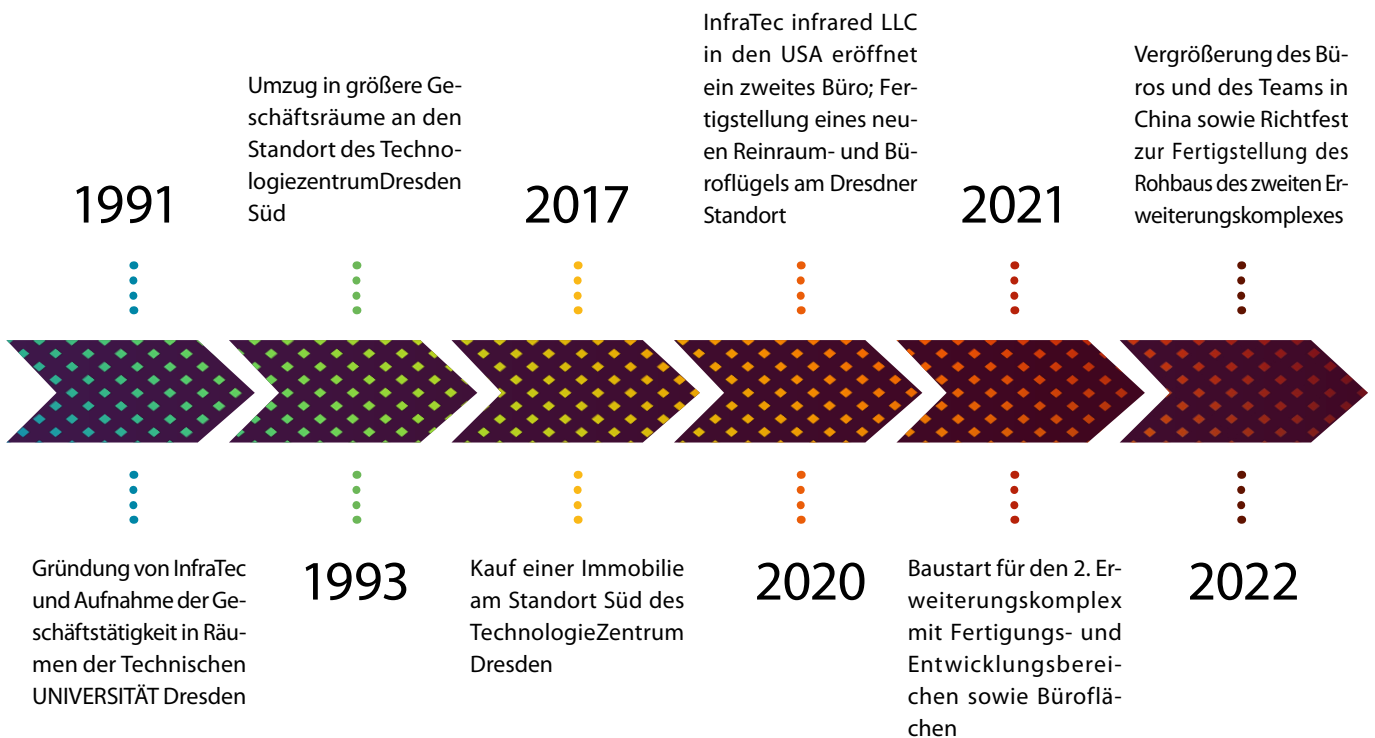 1991
Gründung von InfraTec
und Aufnahme der Ge-
schäftstätigkeit in Räu-
men der Technischen
UNIVERSITÄT Dresden
Umzug in größere Ge-
schäftsräume an den
Standort des Techno-
logiezentrumDresden
Süd
1993
2017
Kauf einer Immobilie
am Standort Süd des
TechnologieZentrum
Dresden
InfraTec infrared LLC
in den USA eröffnet
ein zweites Büro; Fer-
tigstellung eines neu-
en Reinraum- und Bü-
roflügels am Dresdner
Standort
2020
2021
Baustart für den 2. Er-
weiterungskomplex
mit Fertigungs- und
Entwicklungsberei-
chen sowie Büroflä-
chen
Vergrößerung des Bü-
ros und des Teams in
China sowie Richtfest
zur Fertigstellung des
Rohbaus des zweiten Er-
weiterungskomplexes
2022